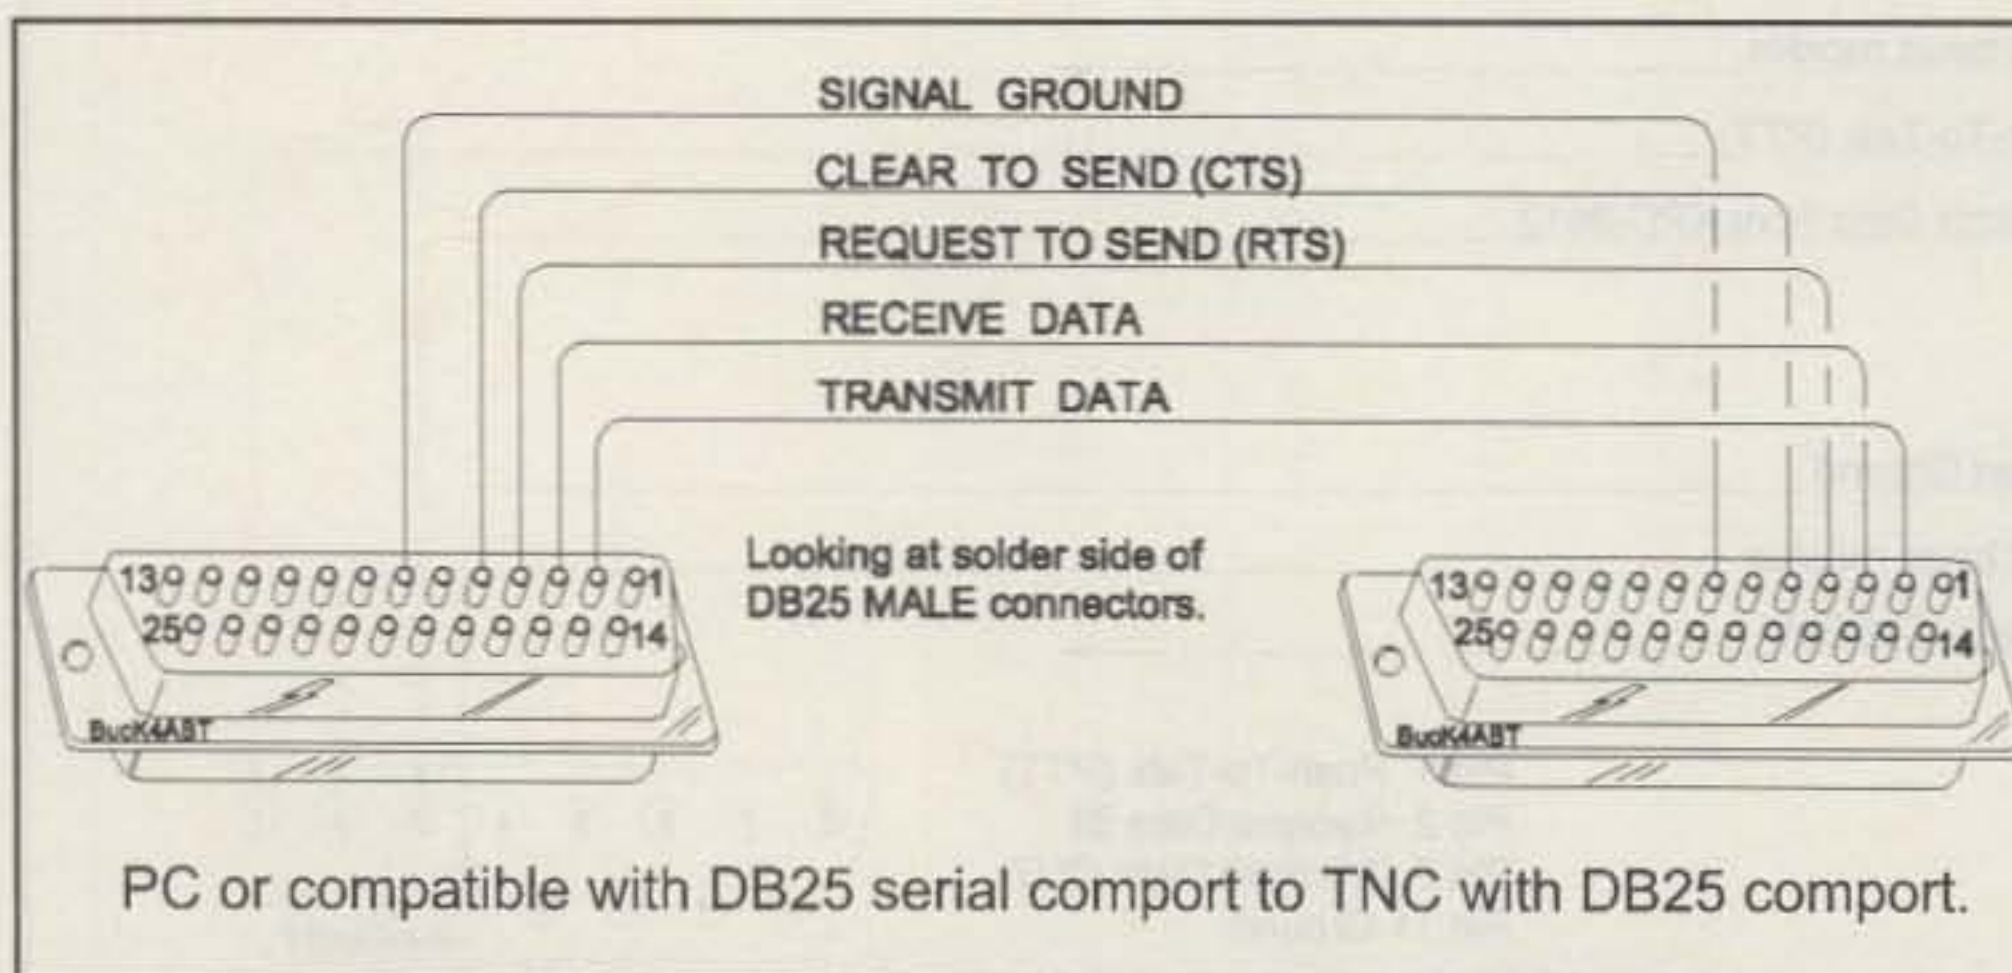 SIGNAL GROUND
CLEAR TO SEND (CTS)
REQUEST TO SEND (RTS)
RECEIVE DATA
TRANSMIT DATA
Looking at solder side of
DB25 MALE connectors.
13 1
25 14
13 1
25 14
BucK4ABT
BucK4ABT
PC or compatible with DB25 serial comport to TNC with DB25 comport.